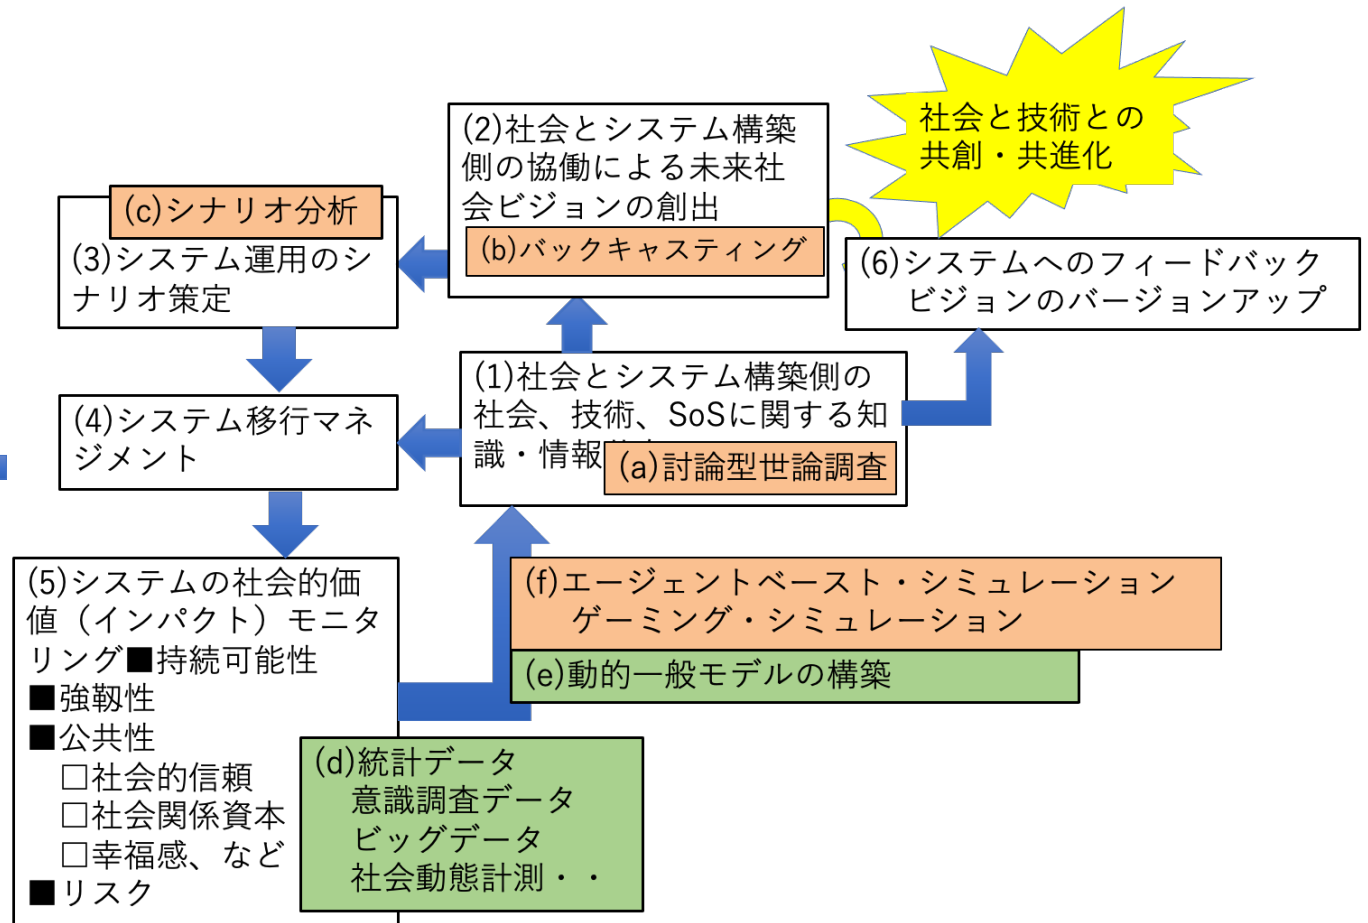 社会と技術との
共創・共進化
(2)社会とシステム構築
側の協働による未来社
会ビジョンの創出
(b)バックキャスティング
(c)シナリオ分析
(3)システム運用のシ
ナリオ策定
(6)システムへのフィードバック
ビジョンのバージョンアップ
(1)社会とシステム構築側の
社会、技術、SoSに関する知
識・情報
(a)討論型世論調査
(4)システム移行マネ
ジメント
(5)システムの社会的価
値（インパクト）モニタ
リング■持続可能性
■強靭性
■公共性
□社会的信頼
□社会関係資本
□幸福感、など
■リスク
(f)エージェントベースト・シミュレーション
ゲーミング・シミュレーション
(e)動的一般モデルの構築
(d)統計データ
意識調査データ
ビッグデータ
社会動態計測・・